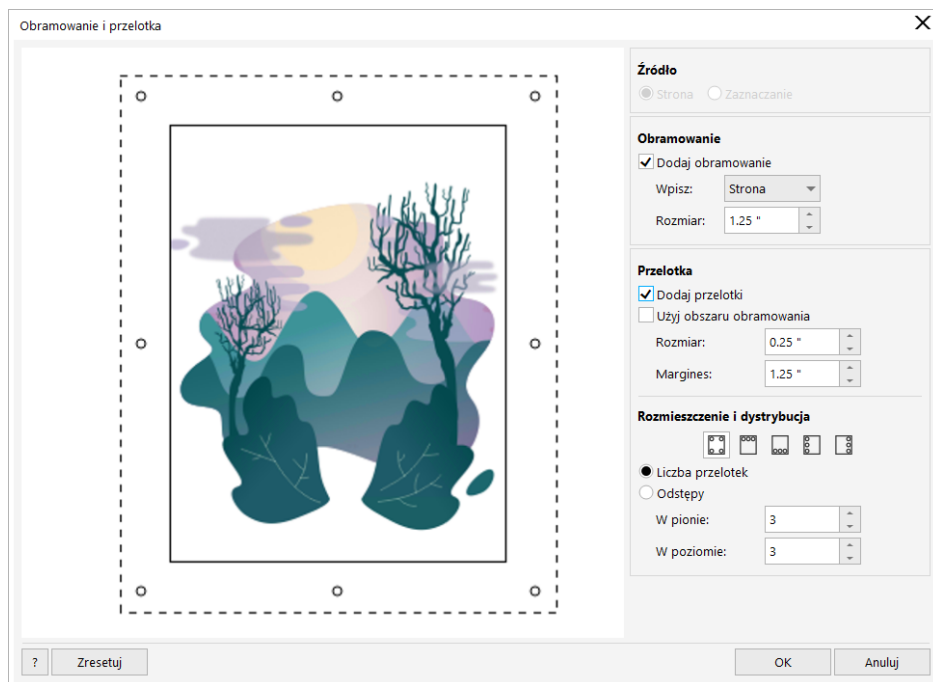 Obramowanie i przelotka
Źródło
Strona Zaznaczanie
Obramowanie
Dodaj obramowanie
Wpisz: Strona
Rozmiar: 1.25 "
Przelotka
Dodaj przelotki
Użyj obszaru obramowania
Rozmiar: 0.25 "
Margines: 1.25 "
Rozmieszczenie i dystrybucja
Liczba przelotek
Odstępy
W pionie: 3
W poziomie: 3
? Zresetuj OK Anuluj